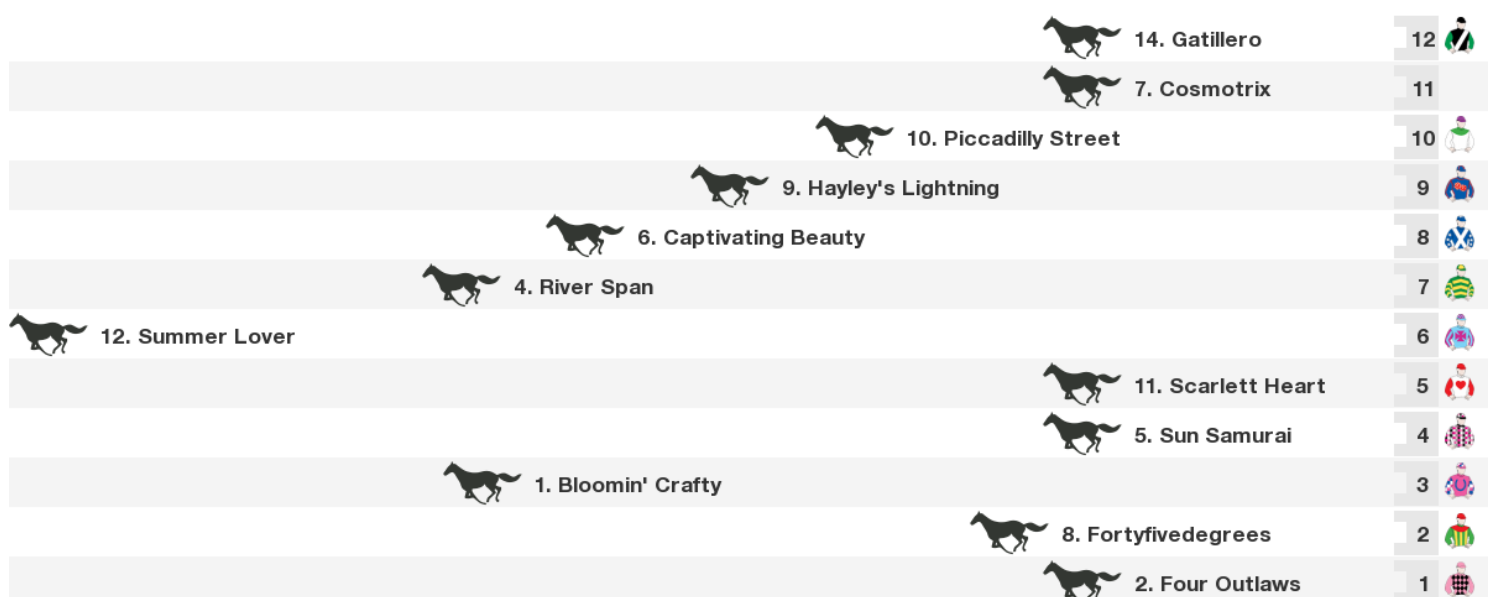 14. Gatillero 12
7. Cosmotrix 11
10. Piccadilly Street 10
9. Hayley's Lightning 9
6. Captivating Beauty 8
4. River Span 7
12. Summer Lover 6
11. Scarlett Heart 5
5. Sun Samurai 4
1. Bloomin' Crafty 3
8. Fortyfivedegrees 2
2. Four Outlaws 1